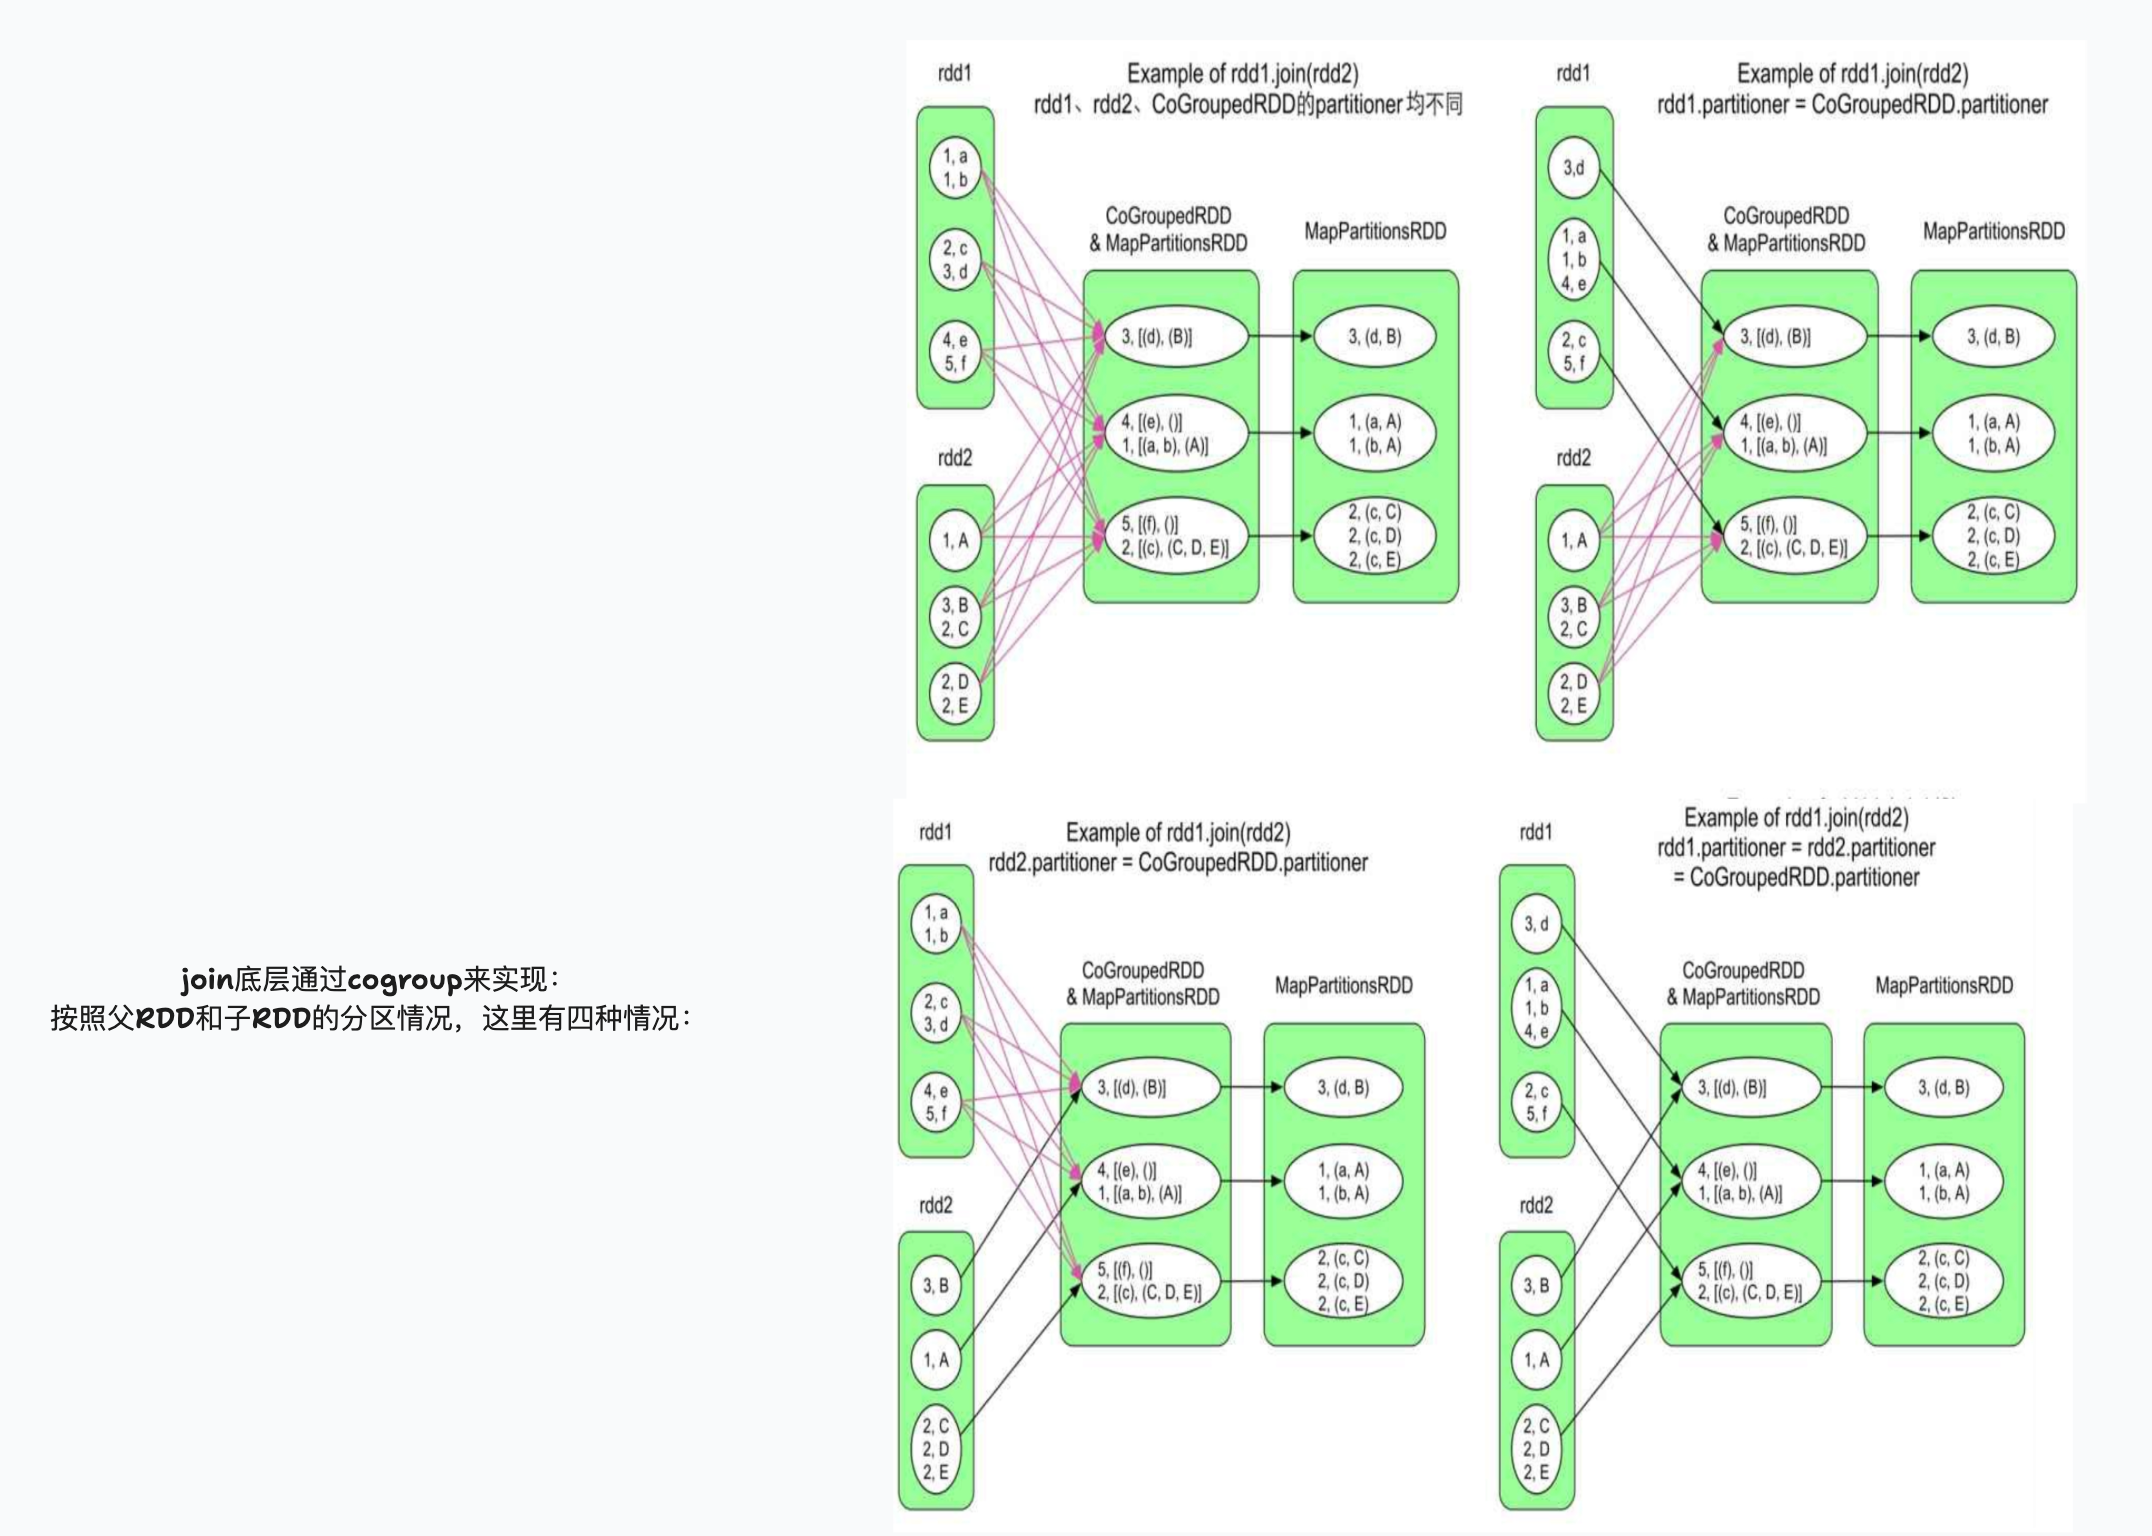 join底层通过cogroup来实现：
按照父RDD和子RDD的分区情况，这里有四种情况：
rdd1
Example of rdd1.join(rdd2)
rdd1、rdd2、CoGroupedRDD的partitioner均不同
1, a
1, b
2, c
3, d
4, e
5, f
rdd2
1, A
3, B
2, C
2, D
2, E
CoGroupedRDD
& MapPartitionsRDD
3, [(d), (B)]
4, [(e), ()]
1, [(a, b), (A)]
5, [(f), ()]
2, [(c), (C, D, E)]
MapPartitionsRDD
3, (d, B)
1, (a, A)
1, (b, A)
2, (c, C)
2, (c, D)
2, (c, E)
rdd1
Example of rdd1.join(rdd2)
rdd1.partitioner = CoGroupedRDD.partitioner
3,d
1, a
1, b
4, e
2, c
5, f
rdd2
1, A
3, B
2, C
2, D
2, E
CoGroupedRDD
& MapPartitionsRDD
3, [(d), (B)]
4, [(e), ()]
1, [(a, b), (A)]
5, [(f), ()]
2, [(c), (C, D, E)]
MapPartitionsRDD
3, (d, B)
1, (a, A)
1, (b, A)
2, (c, C)
2, (c, D)
2, (c, E)
rdd1
Example of rdd1.join(rdd2)
rdd2.partitioner = CoGroupedRDD.partitioner
1, a
1, b
2, c
3, d
4, e
5, f
rdd2
3, B
1, A
2, C
2, D
2, E
CoGroupedRDD
& MapPartitionsRDD
3, [(d), (B)]
4, [(e), ()]
1, [(a, b), (A)]
5, [(f), ()]
2, [(c), (C, D, E)]
MapPartitionsRDD
3, (d, B)
1, (a, A)
1, (b, A)
2, (c, C)
2, (c, D)
2, (c, E)
rdd1
Example of rdd1.join(rdd2)
rdd1.partitioner = rdd2.partitioner
= CoGroupedRDD.partitioner
3, d
1, a
1, b
4, e
2, c
5, f
rdd2
3, B
1, A
2, C
2, D
2, E
CoGroupedRDD
& MapPartitionsRDD
3, [(d), (B)]
4, [(e), ()]
1, [(a, b), (A)]
5, [(f), ()]
2, [(c), (C, D, E)]
MapPartitionsRDD
3, (d, B)
1, (a, A)
1, (b, A)
2, (c, C)
2, (c, D)
2, (c, E)